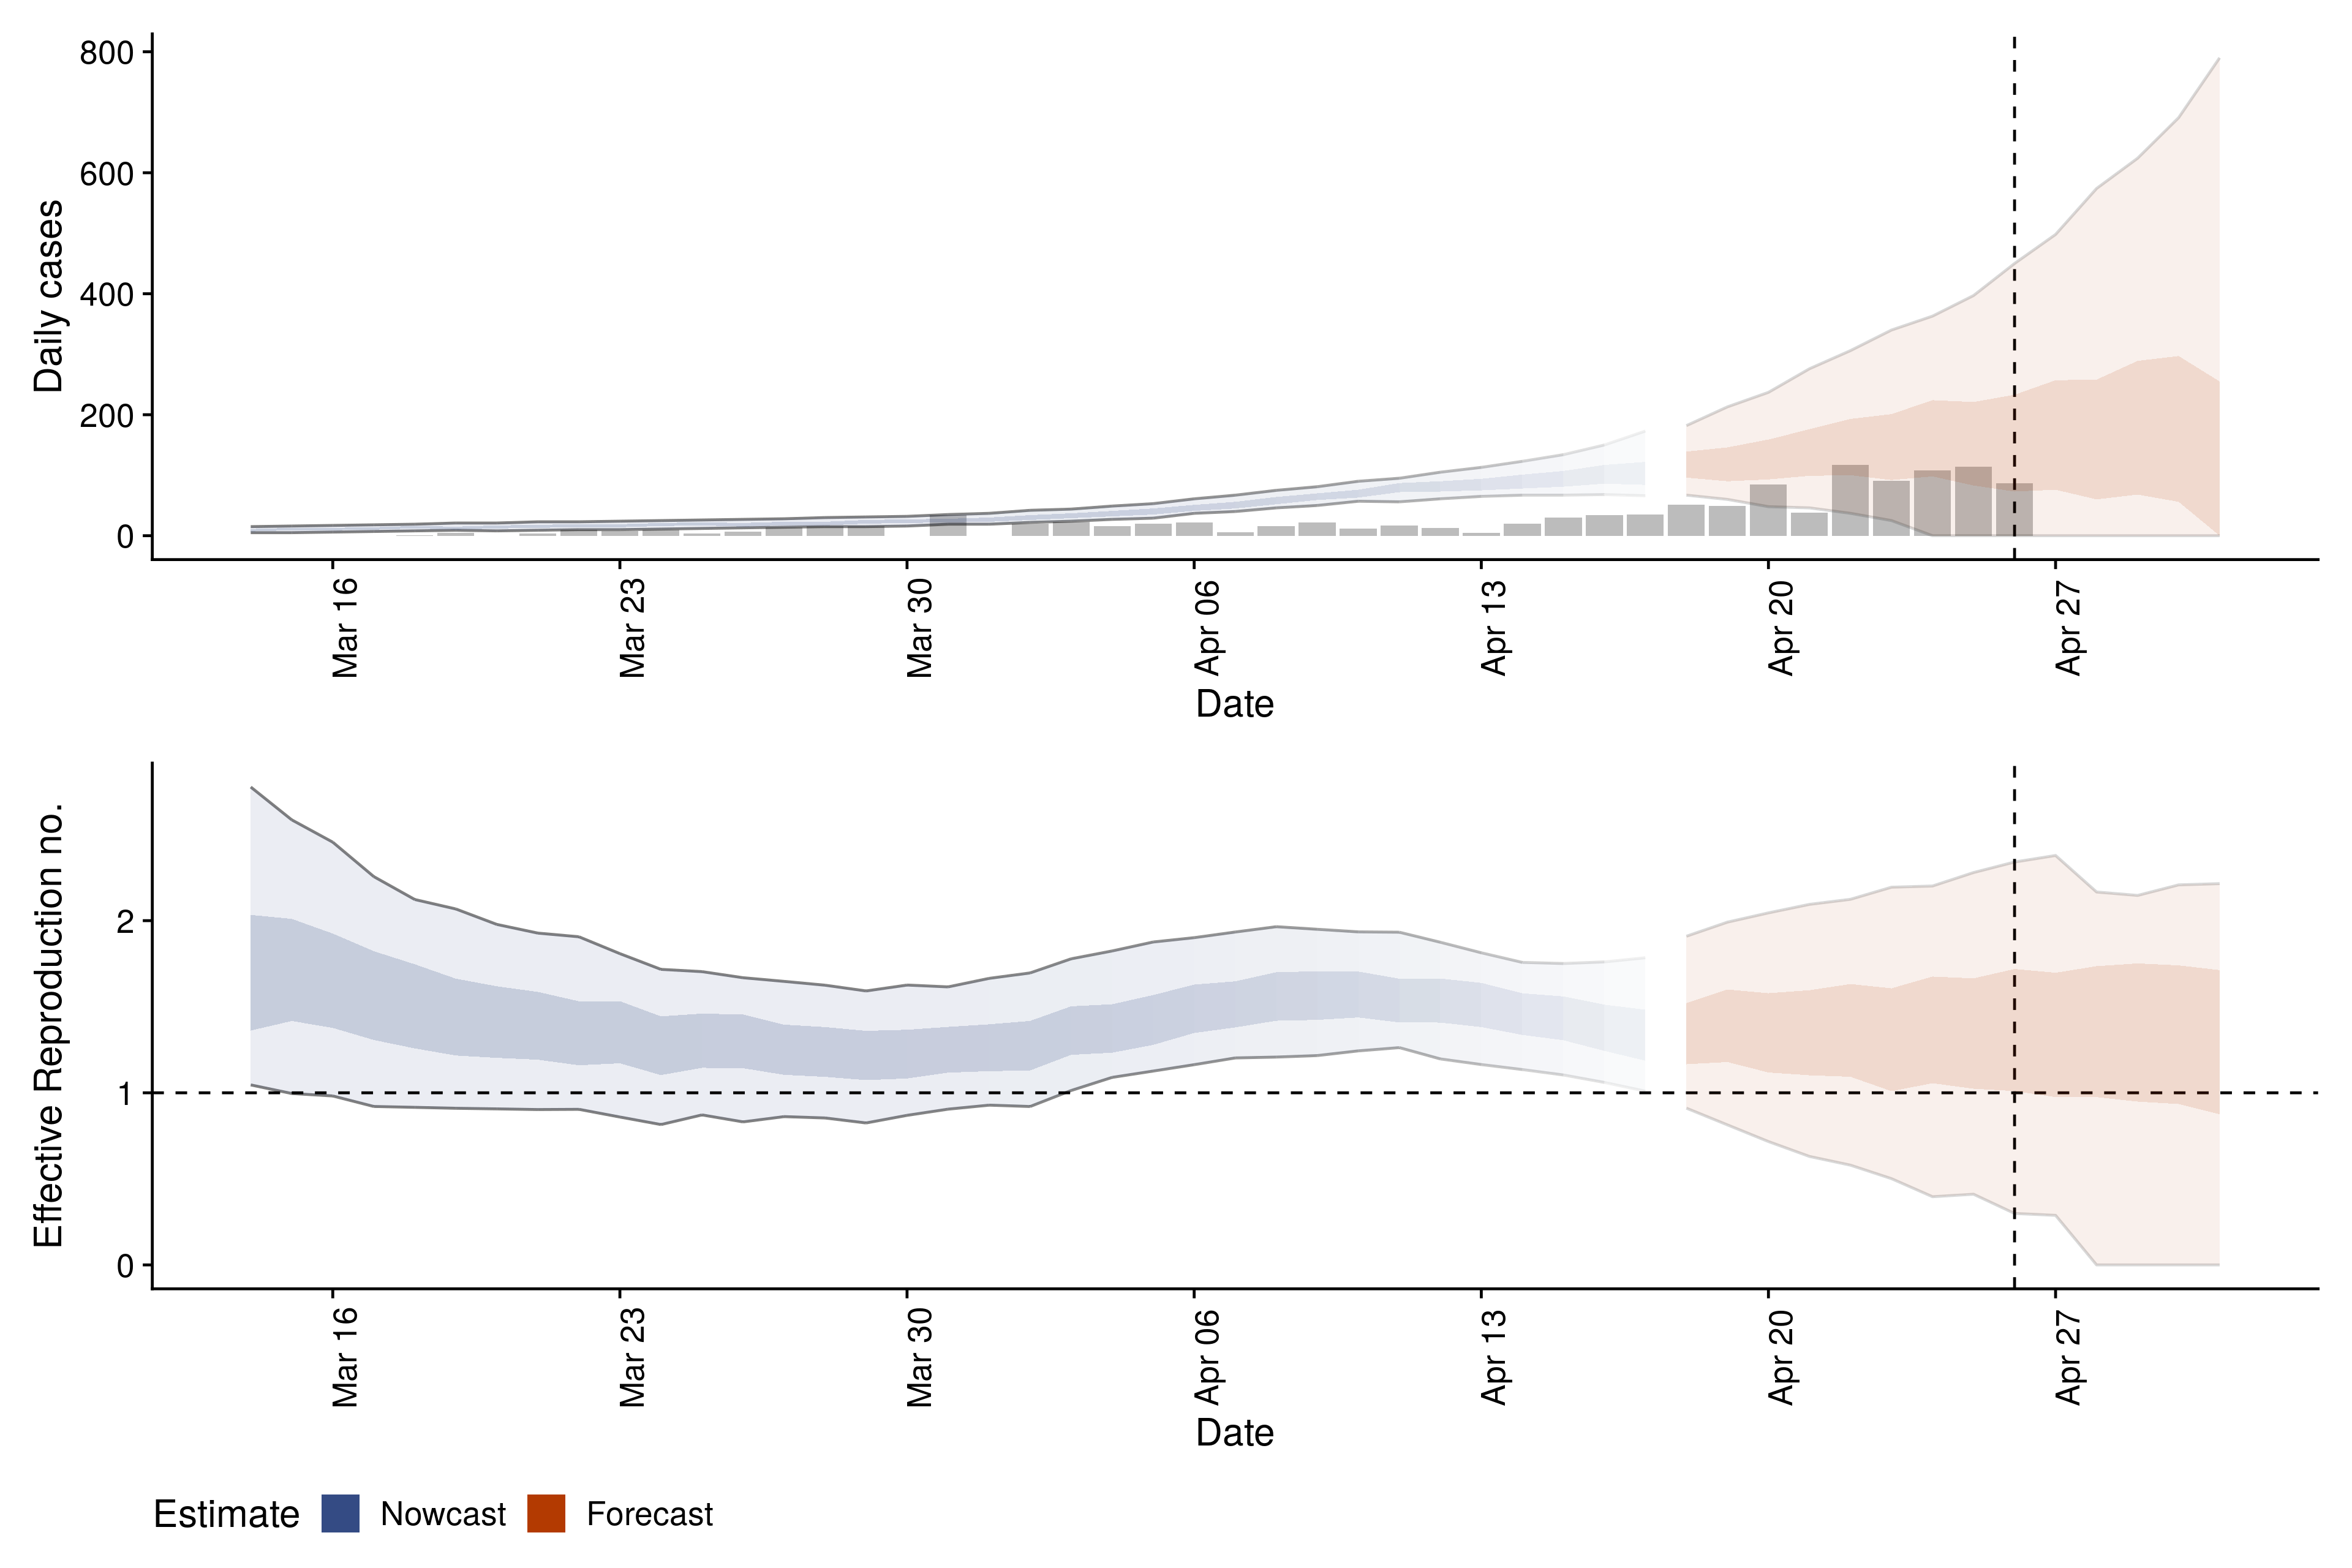 800
600
400
200
0
Daily cases
Mar 16
Mar 23
Mar 30
Apr 06
Apr 13
Apr 20
Apr 27
Date
2
1
0
Effective Reproduction no.
Mar 16
Mar 23
Mar 30
Apr 06
Apr 13
Apr 20
Apr 27
Date
Estimate Nowcast Forecast